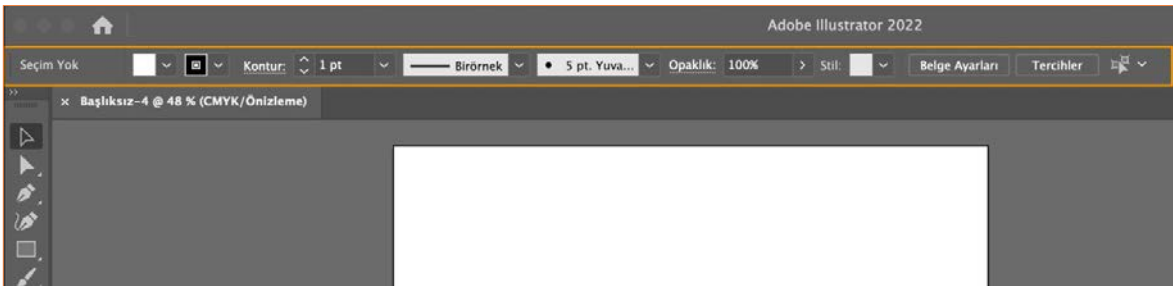 Adobe Illustrator 2022
Seçim Yok Kontur: 1 pt Birörnek 5 pt. Yuva... Opaklık: 100% Stil: Belge Ayarları Tercihler
Başlıksız-4 @ 48 % (CMYK/Önizleme)